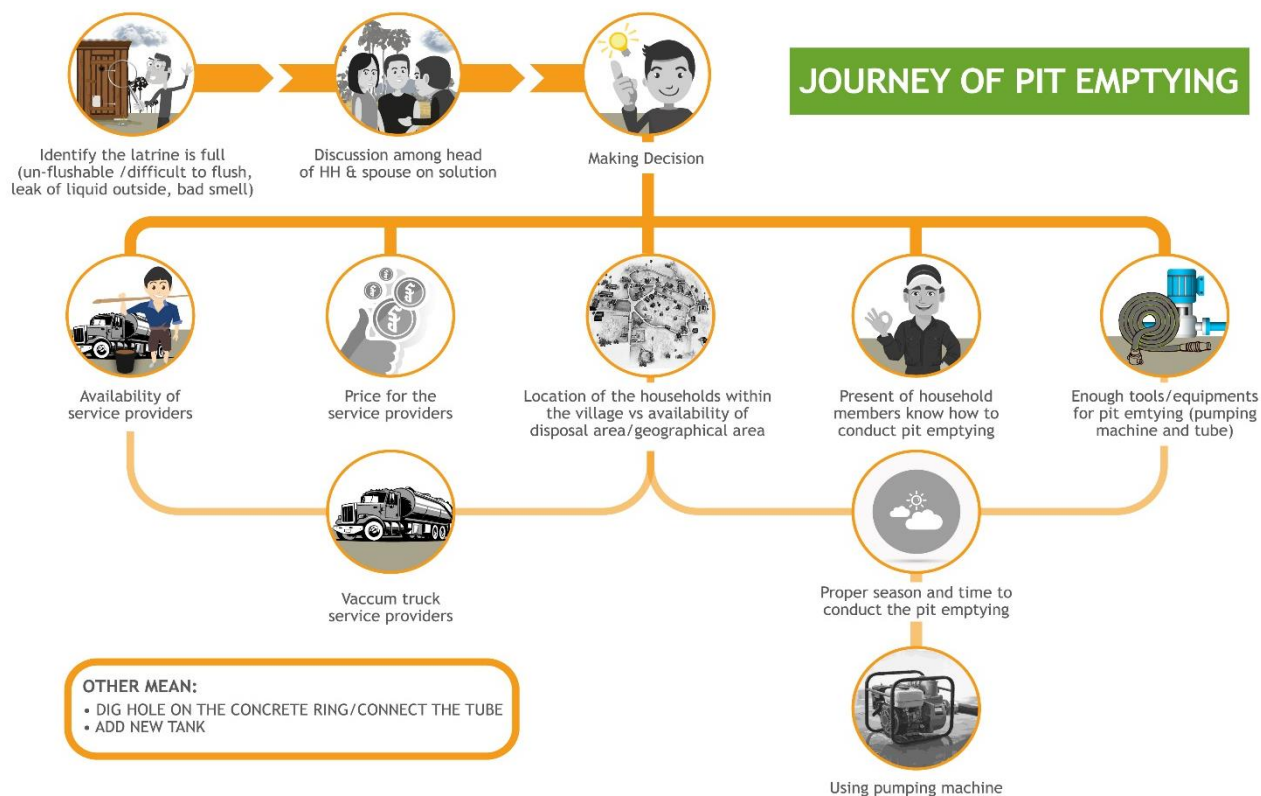 JOURNEY OF PIT EMPTYING
Identify the latrine is full
(un-flushable /difficult to flush,
leak of liquid outside, bad smell)
Discussion among head
of HH & spouse on solution
Making Decision
Availability of
service providers
Price for the
service providers
Location of the households within
the village vs availability of
disposal area/geographical area
Present of household
members know how to
conduct pit emptying
Enough tools/equipments
for pit emtying (pumping
machine and tube)
Vaccum truck
service providers
Proper season and time to
conduct the pit emptying
OTHER MEAN:
• DIG HOLE ON THE CONCRETE RING/CONNECT THE TUBE
• ADD NEW TANK
Using pumping machine